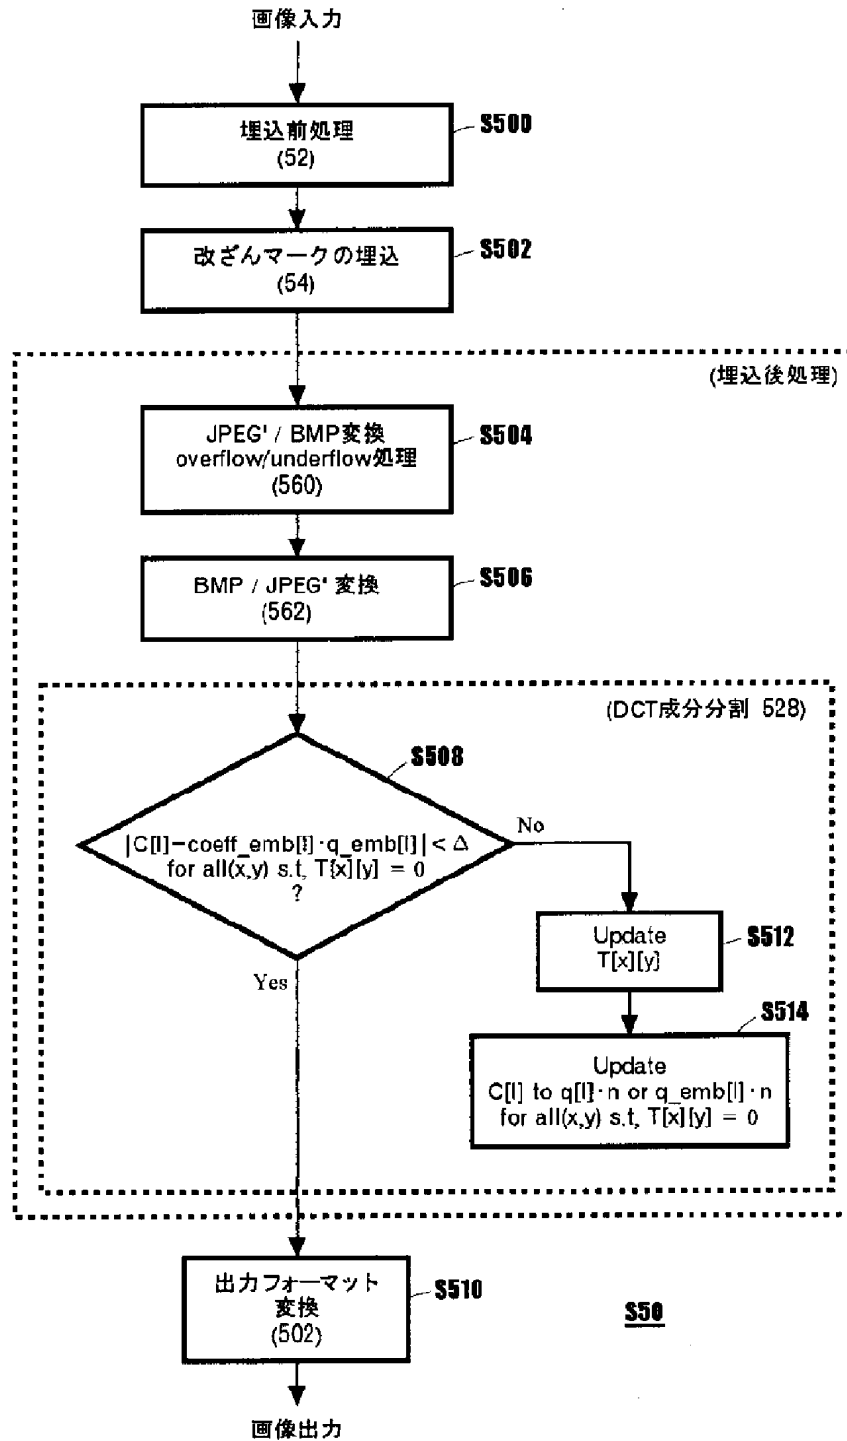 画像入力
埋込前処理
(52)
S500
改ざんマークの埋込
(54)
S502
(埋込後処理)
JPEG' / BMP変換
overflow/underflow処理
(560)
S504
BMP / JPEG' 変換
(562)
S506
(DCT成分分割 528)
S508
|C[I]−coeff_emb[I]·q_emb[I]| < Δ
for all(x,y) s.t, T[x][y] = 0
?
No
Yes
Update
T[x][y]
S512
S514
Update
C[I] to q[I]·n or q_emb[I]·n
for all(x,y) s.t, T[x][y] = 0
出力フォーマット
変換
(502)
S510
S50
画像出力